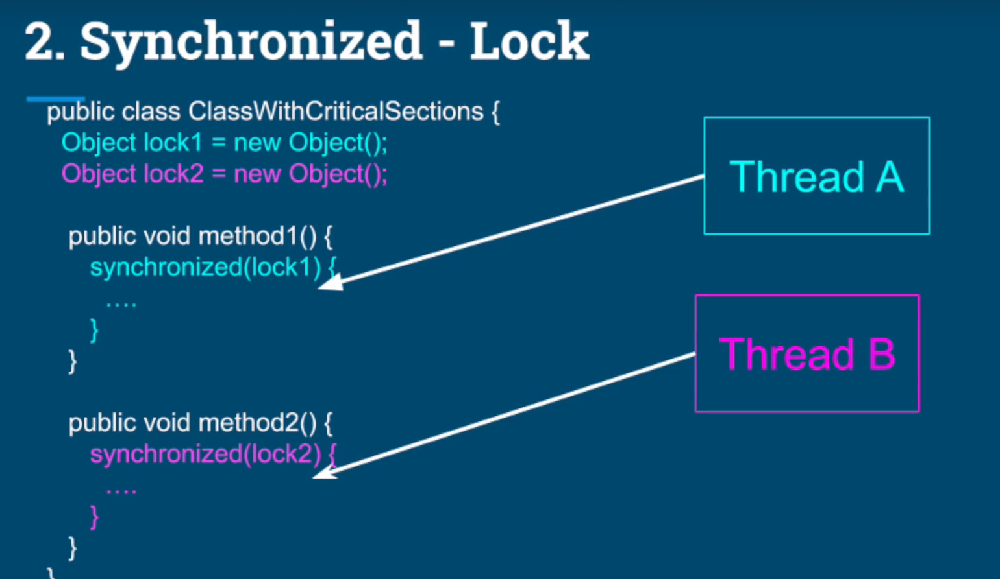 2. Synchronized - Lock
public class ClassWithCriticalSections {
Object lock1 = new Object();
Object lock2 = new Object();
public void method1() {
synchronized(lock1) {
....
}
}
public void method2() {
synchronized(lock2) {
....
}
}
}
Thread A
Thread B